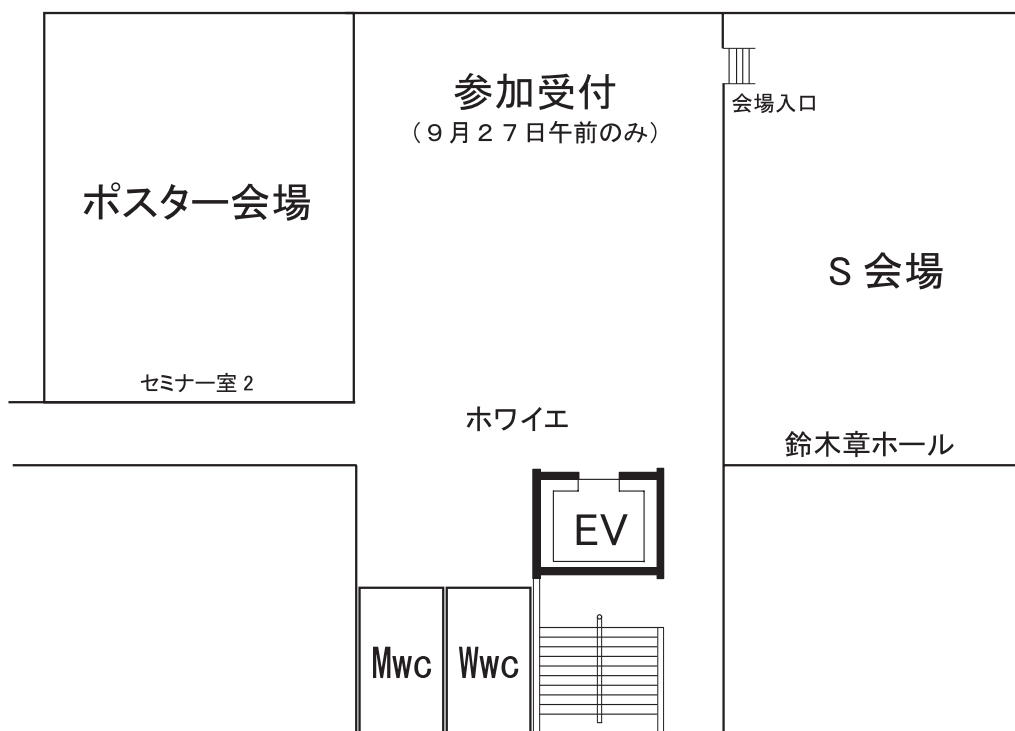 参加受付
(9月27日午前のみ)
会場入口
ポスター会場
S 会場
セミナー室 2
ホワイエ
鈴木章ホール
EV
Mwc
Wwc